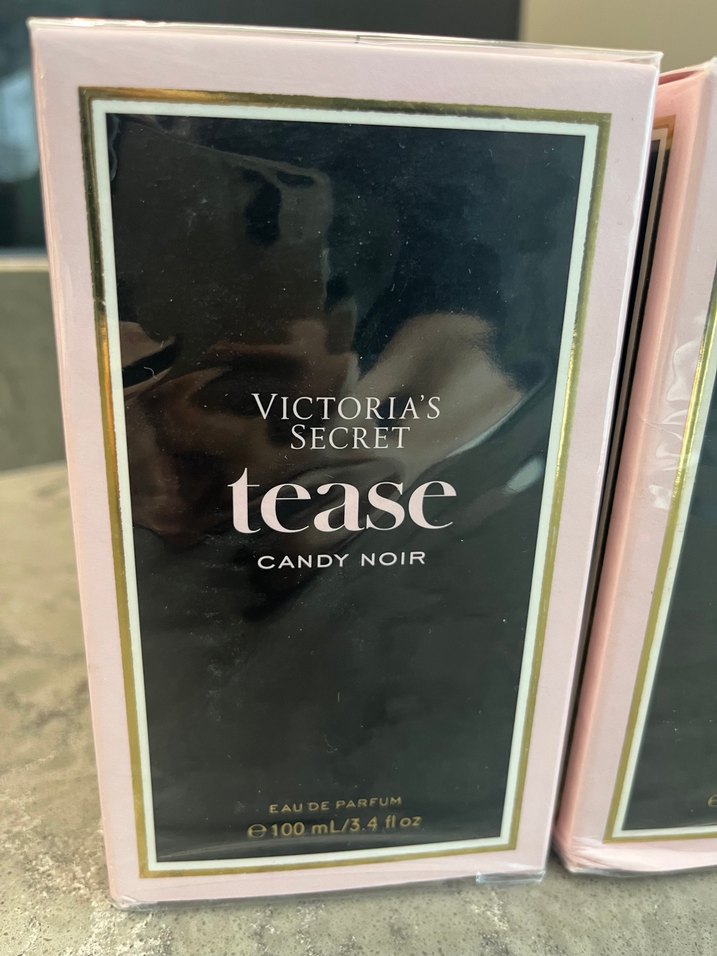 VICTORIA'S
SECRET
tease
CANDY NOIR
EAU DE PARFUM
℮ 100 mL/3.4 fl oz